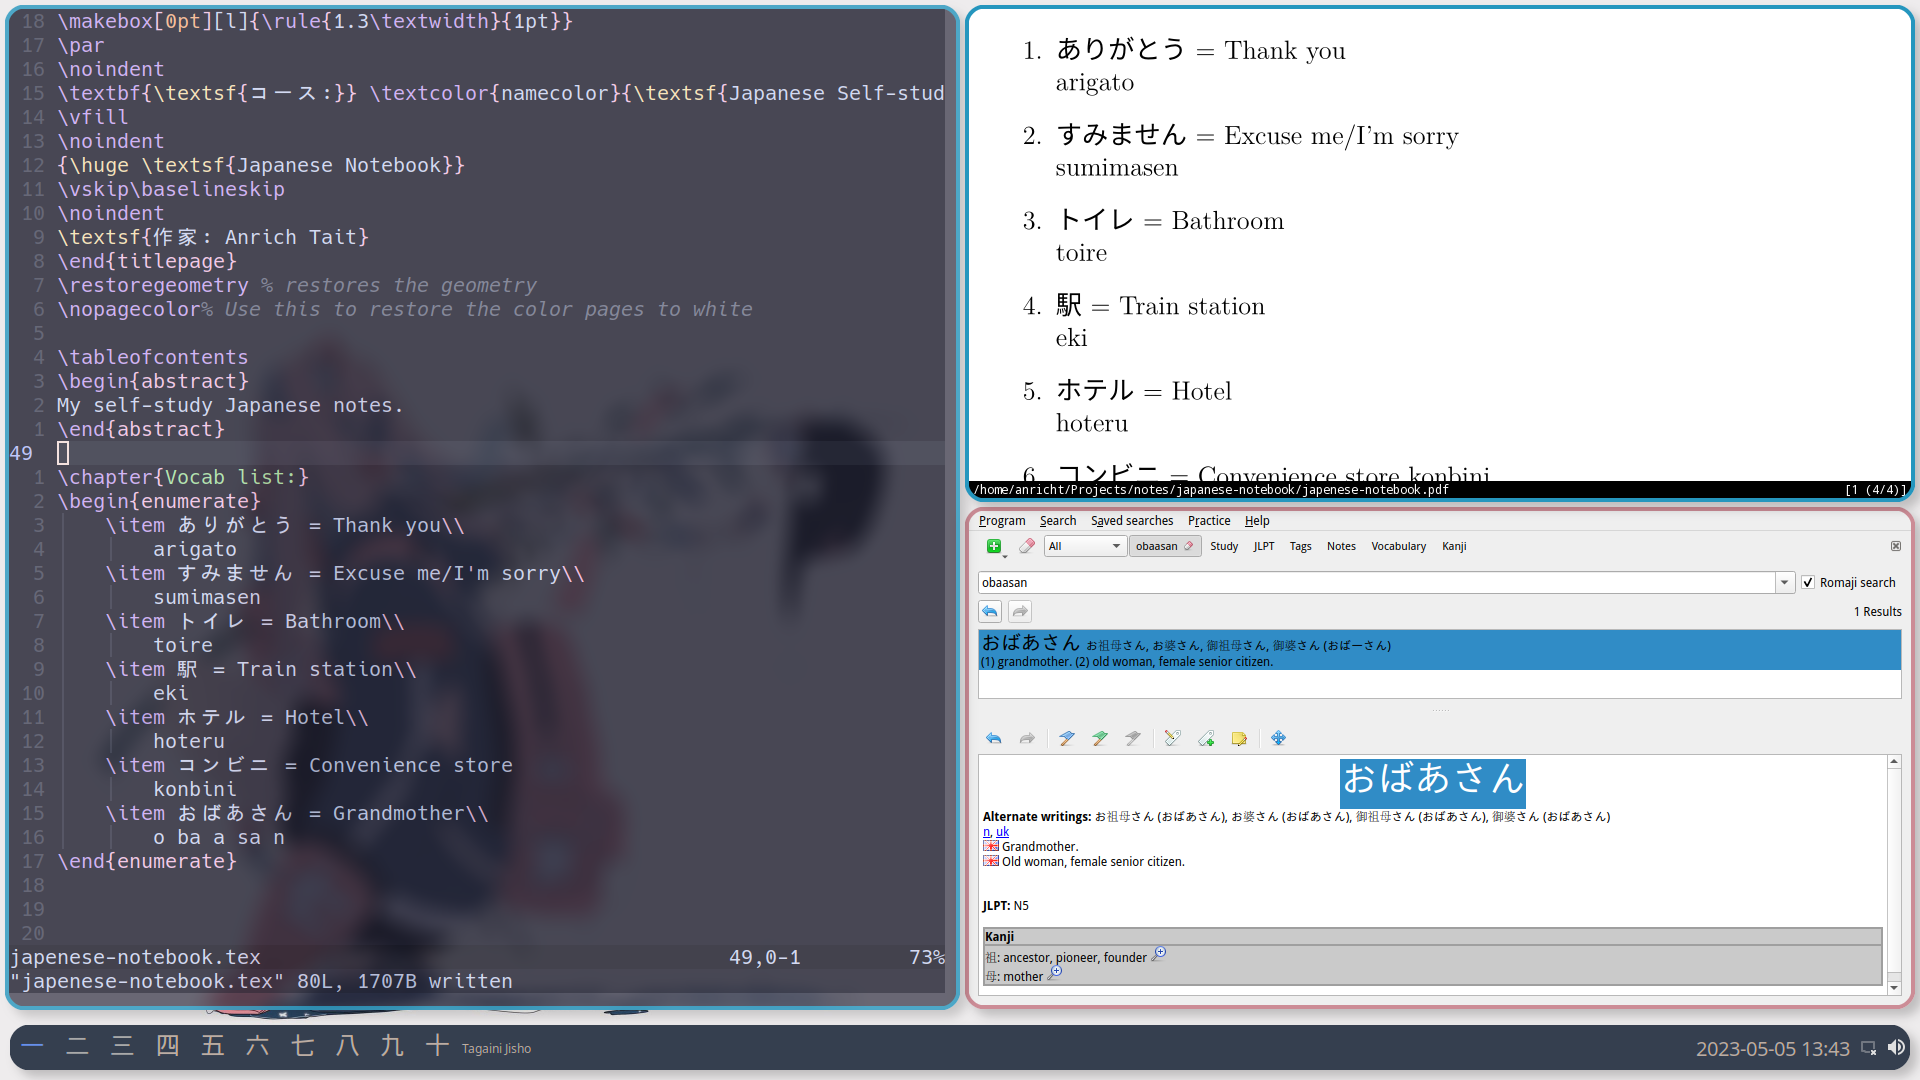 18 \makebox[0pt][l]{\rule{1.3\textwidth}{1pt}}
17 \par
16 \noindent
15 \textbf{\textsf{コース:}} \textcolor{namecolor}{\textsf{Japanese Self-stud
14 \vfill
13 \noindent
12 {\huge \textsf{Japanese Notebook}}
11 \vskip\baselineskip
10 \noindent
9 \textsf{作家: Anrich Tait}
8 \end{titlepage}
7 \restoregeometry % restores the geometry
6 \nopagecolor% Use this to restore the color pages to white
5
4 \tableofcontents
3 \begin{abstract}
2 My self-study Japanese notes.
1 \end{abstract}
49
1 \chapter{Vocab list:}
2 \begin{enumerate}
3 \item ありがとう = Thank you\\
4 arigato
5 \item すみません = Excuse me/I'm sorry\\
6 sumimasen
7 \item トイレ = Bathroom\\
8 toire
9 \item 駅 = Train station\\
10 eki
11 \item ホテル = Hotel\\
12 hoteru
13 \item コンビニ = Convenience store
14 konbini
15 \item おばあさん = Grandmother\\
16 o ba a sa n
17 \end{enumerate}
18
19
20
japenese-notebook.tex 49,0-1 73%
"japenese-notebook.tex" 80L, 1707B written
1. ありがとう = Thank you
arigato
2. すみません = Excuse me/I'm sorry
sumimasen
3. トイレ = Bathroom
toire
4. 駅 = Train station
eki
5. ホテル = Hotel
hoteru
6. コンビニ = Convenience store konbini
/home/anricht/Projects/notes/japanese-notebook/japenese-notebook.pdf [1 (4/4)]
Program Search Saved searches Practice Help
All obaasan Study JLPT Tags Notes Vocabulary Kanji
obaasan Romaji search
1 Results
おばあさん お祖母さん, お婆さん, 御祖母さん, 御婆さん (おばーさん)
(1) grandmother. (2) old woman, female senior citizen.
おばあさん
Alternate writings: お祖母さん (おばあさん), お婆さん (おばあさん), 御祖母さん (おばあさん), 御婆さん (おばあさん)
n, uk
Grandmother.
Old woman, female senior citizen.
JLPT: N5
Kanji
祖: ancestor, pioneer, founder
母: mother
一 二 三 四 五 六 七 八 九 十 Tagaini Jisho 2023-05-05 13:43